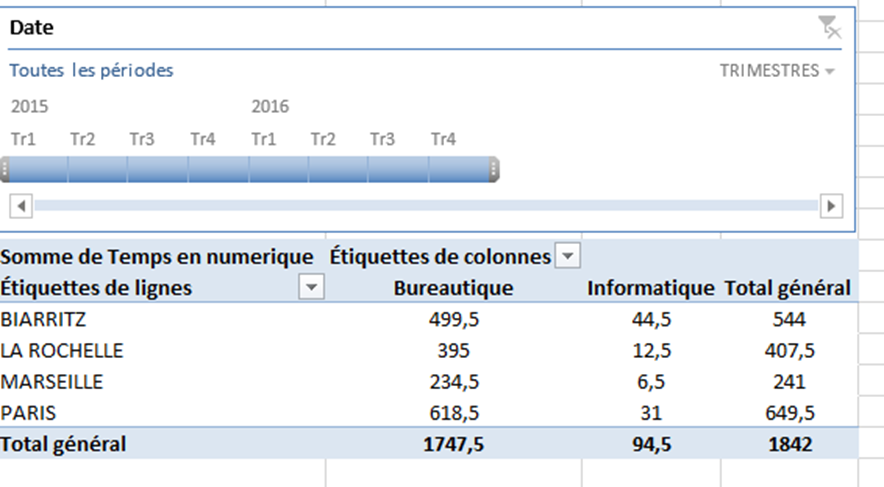 Date
Toutes les périodes TRIMESTRES
2015 2016
Tr1 Tr2 Tr3 Tr4 Tr1 Tr2 Tr3 Tr4
Somme de Temps en numerique Étiquettes de colonnes
Étiquettes de lignes Bureautique Informatique Total général
BIARRITZ 499,5 44,5 544
LA ROCHELLE 395 12,5 407,5
MARSEILLE 234,5 6,5 241
PARIS 618,5 31 649,5
Total général 1747,5 94,5 1842